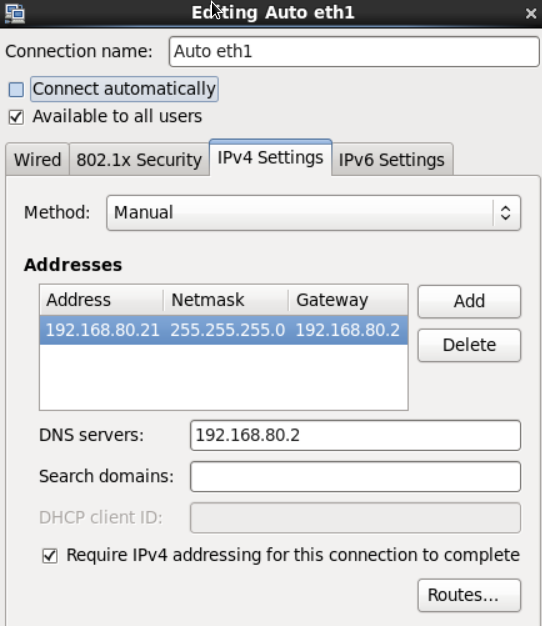 Editing Auto eth1
Connection name: Auto eth1
Connect automatically
Available to all users
Wired 802.1x Security IPv4 Settings IPv6 Settings
Method: Manual
Addresses
Address Netmask Gateway Add
192.168.80.21 255.255.255.0 192.168.80.2
Delete
DNS servers: 192.168.80.2
Search domains:
DHCP client ID:
Require IPv4 addressing for this connection to complete
Routes...